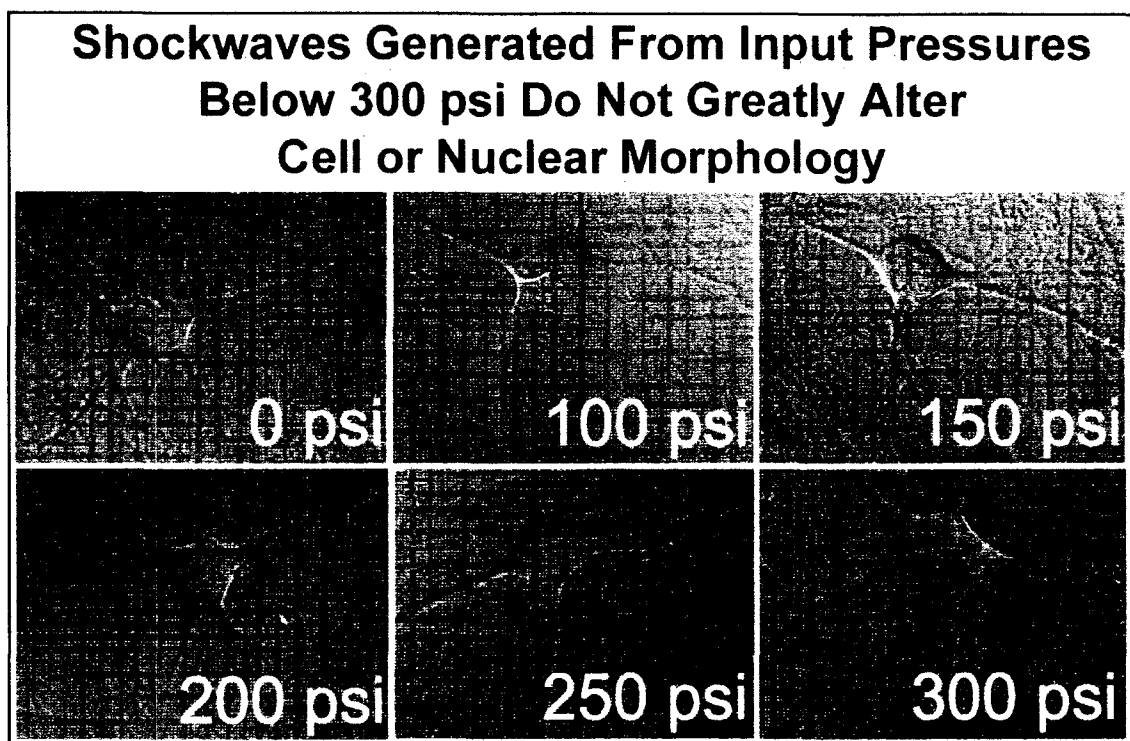 Shockwaves Generated From Input Pressures
Below 300 psi Do Not Greatly Alter
Cell or Nuclear Morphology
0 psi
100 psi
150 psi
200 psi
250 psi
300 psi